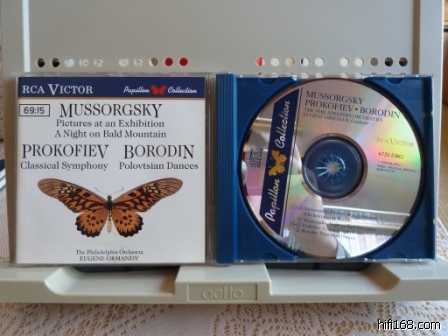 RCA VICTOR
Papillon Collection
69:15
MUSSORGSKY
Pictures at an Exhibition
A Night on Bald Mountain
PROKOFIEV BORODIN
Classical Symphony Polovtsian Dances
The Philadelphia Orchestra
EUGENE ORMANDY
MUSSORGSKY
PROKOFIEV • BORODIN
THE PHILADELPHIA ORCHESTRA
EUGENE ORMANDY, Conductor
RCA VICTOR
Papillon Collection
actto
hifi168.com